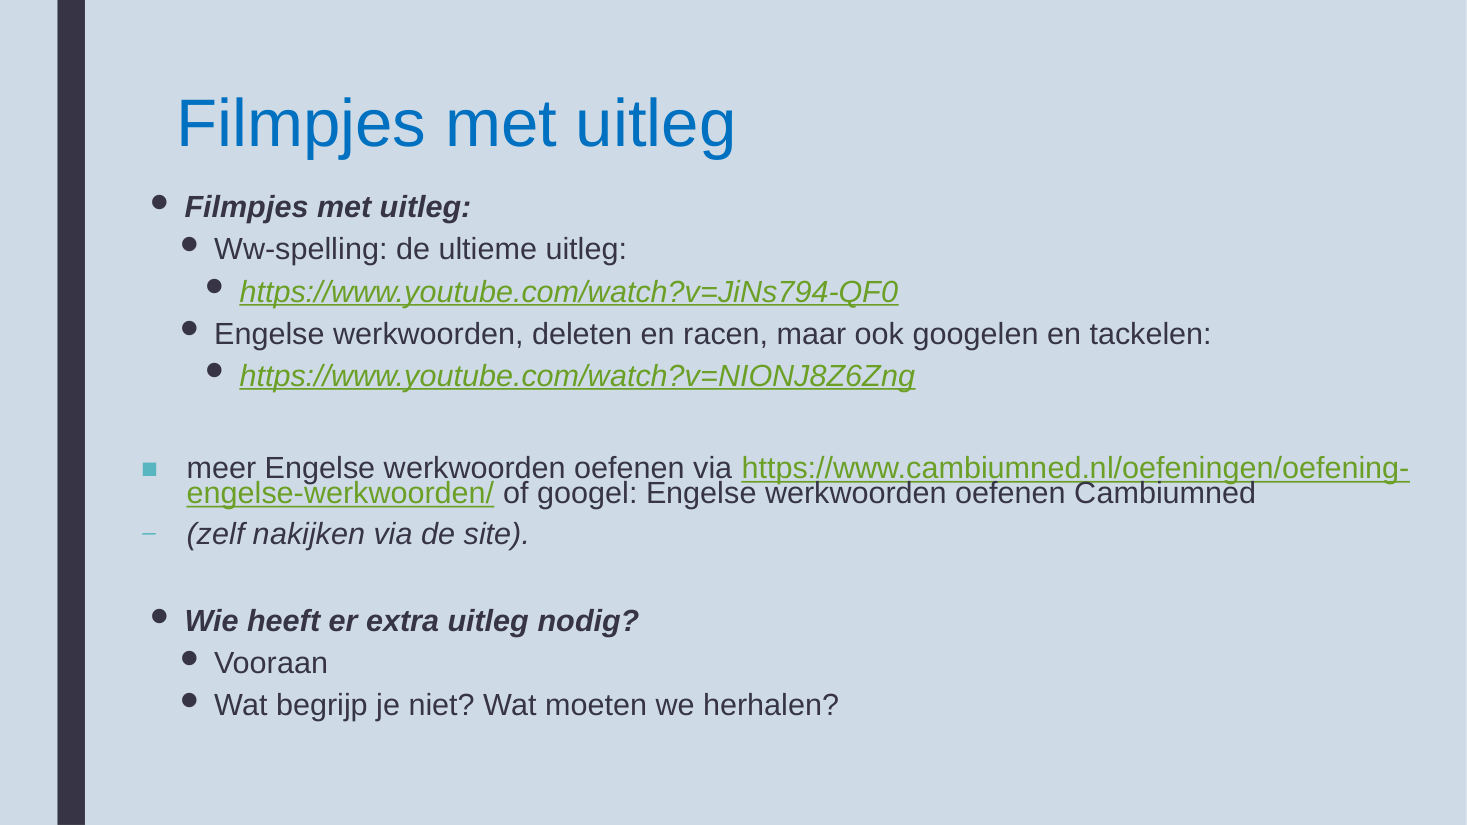 Filmpjes met uitleg
Filmpjes met uitleg:
Ww-spelling: de ultieme uitleg:
https://www.youtube.com/watch?v=JiNs794-QF0
Engelse werkwoorden, deleten en racen, maar ook googelen en tackelen:
https://www.youtube.com/watch?v=NIONJ8Z6Zng
meer Engelse werkwoorden oefenen via https://www.cambiumned.nl/oefeningen/oefening-
engelse-werkwoorden/ of googel: Engelse werkwoorden oefenen Cambiumned
(zelf nakijken via de site).
Wie heeft er extra uitleg nodig?
Vooraan
Wat begrijp je niet? Wat moeten we herhalen?